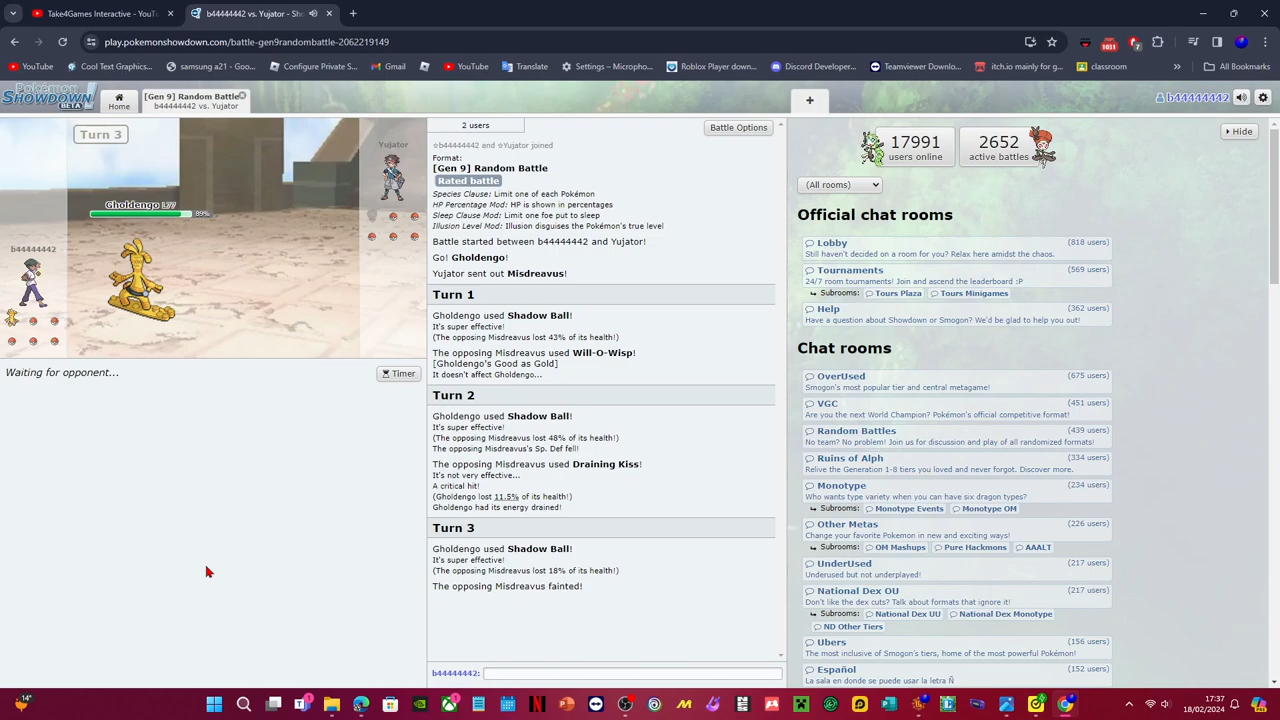 Take4Games Interactive - YouT
b44444442 vs. Yujator - Sho
play.pokemonshowdown.com/battle-gen9randombattle-2062219149
1031
7
YouTube
Cool Text Graphics...
samsung a21 - Goo...
Configure Private S...
Gmail
YouTube
Translate
Settings – Micropho...
Roblox Player down...
Discord Developer...
Teamviewer Downlo...
itch.io mainly for g...
classroom
»
All Bookmarks
Pokémon
SHOWDOWN!
BETA
Home
[Gen 9] Random Battle
b44444442 vs. Yujator
+
b44444442
Turn 3
Yujator
Gholdengo L77
89%
b44444442
Waiting for opponent...
Timer
2 users
Battle Options
☆b44444442 and ☆Yujator joined
Format:
[Gen 9] Random Battle
Rated battle
Species Clause: Limit one of each Pokémon
HP Percentage Mod: HP is shown in percentages
Sleep Clause Mod: Limit one foe put to sleep
Illusion Level Mod: Illusion disguises the Pokémon's true level
Battle started between b44444442 and Yujator!
Go! Gholdengo!
Yujator sent out Misdreavus!
Turn 1
Gholdengo used Shadow Ball!
It's super effective!
(The opposing Misdreavus lost 43% of its health!)
The opposing Misdreavus used Will-O-Wisp!
[Gholdengo's Good as Gold]
It doesn't affect Gholdengo...
Turn 2
Gholdengo used Shadow Ball!
It's super effective!
(The opposing Misdreavus lost 48% of its health!)
The opposing Misdreavus's Sp. Def fell!
The opposing Misdreavus used Draining Kiss!
It's not very effective...
A critical hit!
(Gholdengo lost 11.5% of its health!)
Gholdengo had its energy drained!
Turn 3
Gholdengo used Shadow Ball!
It's super effective!
(The opposing Misdreavus lost 18% of its health!)
The opposing Misdreavus fainted!
b44444442:
17991
users online
2652
active battles
Hide
(All rooms)
Official chat rooms
Lobby (818 users)
Still haven't decided on a room for you? Relax here amidst the chaos.
Tournaments (569 users)
24/7 room tournaments! Join and ascend the leaderboard :P
Subrooms: Tours Plaza Tours Minigames
Help (362 users)
Have a question about Showdown or Smogon? We'd be glad to help you out!
Chat rooms
OverUsed (675 users)
Smogon's most popular tier and central metagame!
VGC (451 users)
Are you the next World Champion? Pokémon's official competitive format!
Random Battles (439 users)
No team? No problem! Join us for discussion and play of all randomized formats!
Ruins of Alph (334 users)
Relive the Generation 1-8 tiers you loved and never forgot. Discover more.
Monotype (234 users)
Who wants type variety when you can have six dragon types?
Subrooms: Monotype Events Monotype OM
Other Metas (226 users)
Change your favorite Pokemon in new and exciting ways!
Subrooms: OM Mashups Pure Hackmons AAALT
UnderUsed (217 users)
Underused but not underplayed!
National Dex OU (217 users)
Don't like the dex cuts? Talk about formats that ignore it!
Subrooms: National Dex UU National Dex Monotype
ND Other Tiers
Ubers (156 users)
The most inclusive of Smogon's tiers, home of the most powerful Pokémon!
Español (152 users)
La sala en donde se puede usar la letra Ñ
14°
17:37
18/02/2024